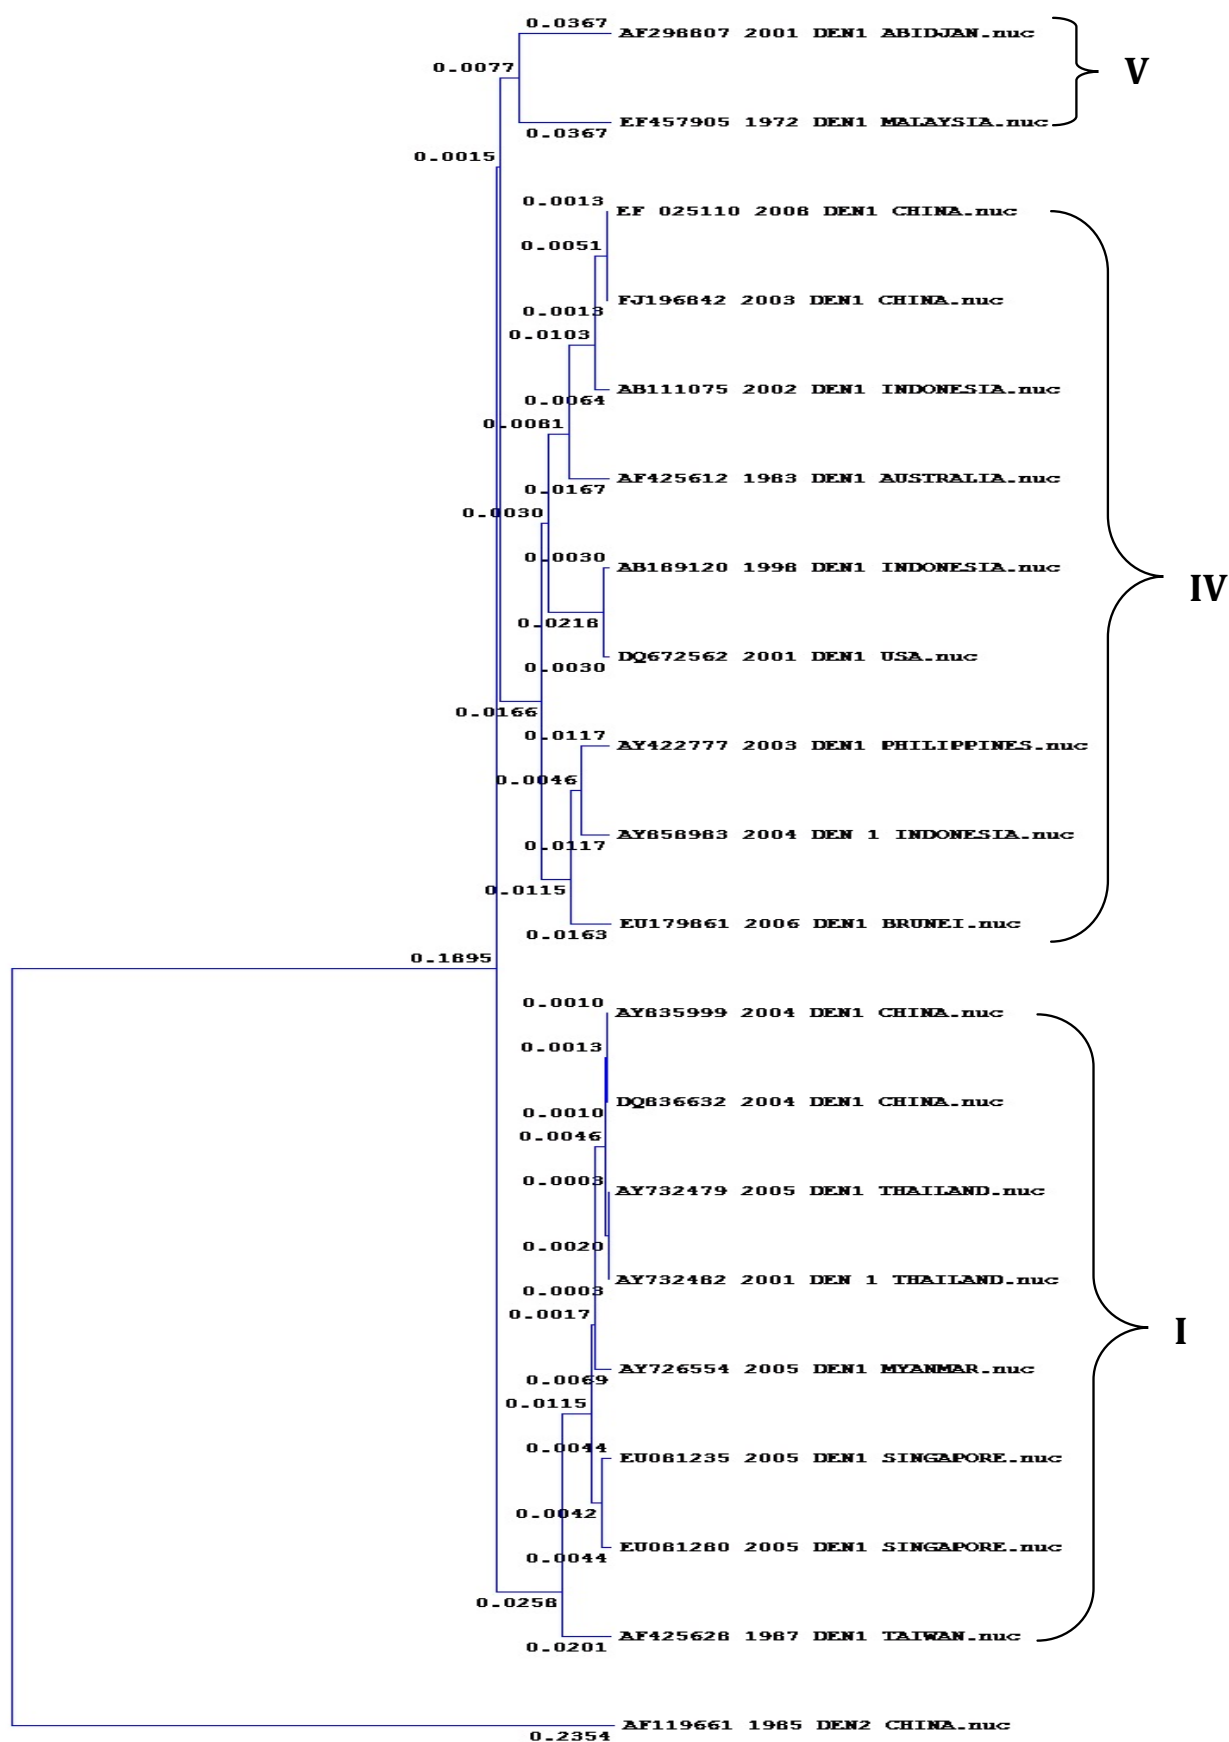 0.0367
AF298807 2001 DEN1 ABIDJAN.nuc
V
0.0077
EF457905 1972 DEN1 MALAYSIA.nuc
0.0367
0.0015
0.0013
EF 025110 2008 DEN1 CHINA.nuc
0.0051
FJ196842 2003 DEN1 CHINA.nuc
0.0013
0.0103
AB111075 2002 DEN1 INDONESIA.nuc
0.0064
0.0081
AF425612 1983 DEN1 AUSTRALIA.nuc
0.0167
0.0030
0.0030
AB189120 1998 DEN1 INDONESIA.nuc
IV
0.0218
DQ672562 2001 DEN1 USA.nuc
0.0030
0.0166
0.0117
AY422777 2003 DEN1 PHILIPPINES.nuc
0.0046
AY858983 2004 DEN 1 INDONESIA.nuc
0.0117
0.0115
EU179861 2006 DEN1 BRUNEI.nuc
0.0163
0.1895
0.0010
AY835999 2004 DEN1 CHINA.nuc
0.0013
DQ836632 2004 DEN1 CHINA.nuc
0.0010
0.0046
0.0003
AY732479 2005 DEN1 THAILAND.nuc
0.0020
AY732482 2001 DEN 1 THAILAND.nuc
0.0003
0.0017
I
AY726554 2005 DEN1 MYANMAR.nuc
0.0069
0.0115
0.0044
EU081235 2005 DEN1 SINGAPORE.nuc
0.0042
EU081280 2005 DEN1 SINGAPORE.nuc
0.0044
0.0258
AF425628 1987 DEN1 TAIWAN.nuc
0.0201
AF119661 1985 DEN2 CHINA.nuc
0.2354